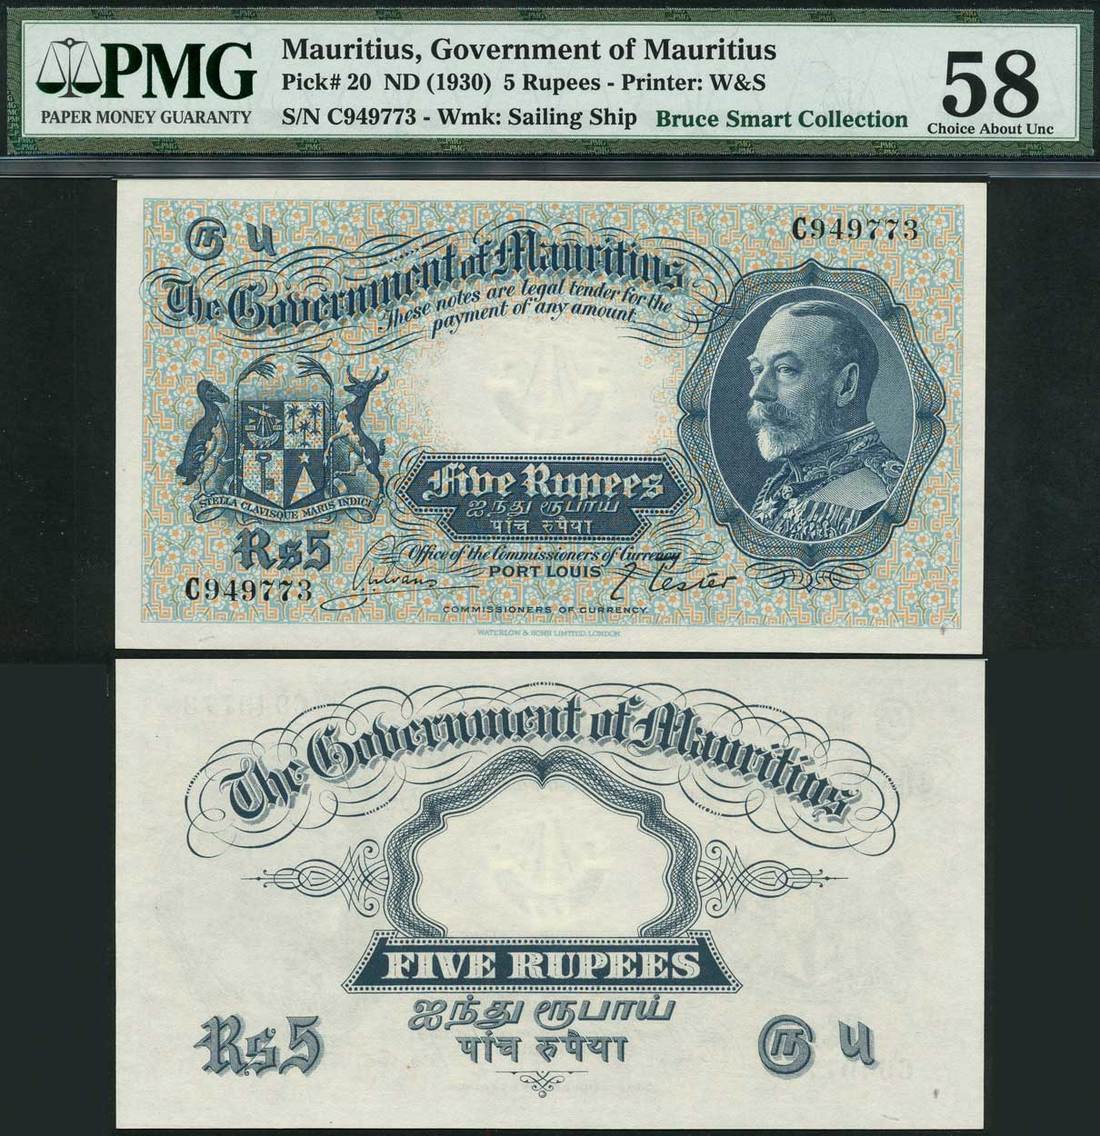 PMG
PAPER MONEY GUARANTY
Mauritius, Government of Mauritius
Pick# 20 ND (1930) 5 Rupees - Printer: W&S
S/N C949773 - Wmk: Sailing Ship Bruce Smart Collection
58
Choice About Unc
௫ ५
C949773
The Government of Mauritius
These notes are legal tender for the
payment of any amount.
STELLA CLAVISQUE MARIS INDICI
Five Rupees
ஐந்து ரூபாய்
पांच रुपैया
Rs5
Office of the Commissioners of Currency
PORT LOUIS
C949773
COMMISSIONERS OF CURRENCY.
WATERLOW & SONS LIMITED, LONDON
The Government of Mauritius
FIVE RUPEES
ஐந்து ரூபாய்
पांच रुपैया
Rs5
௫ ५